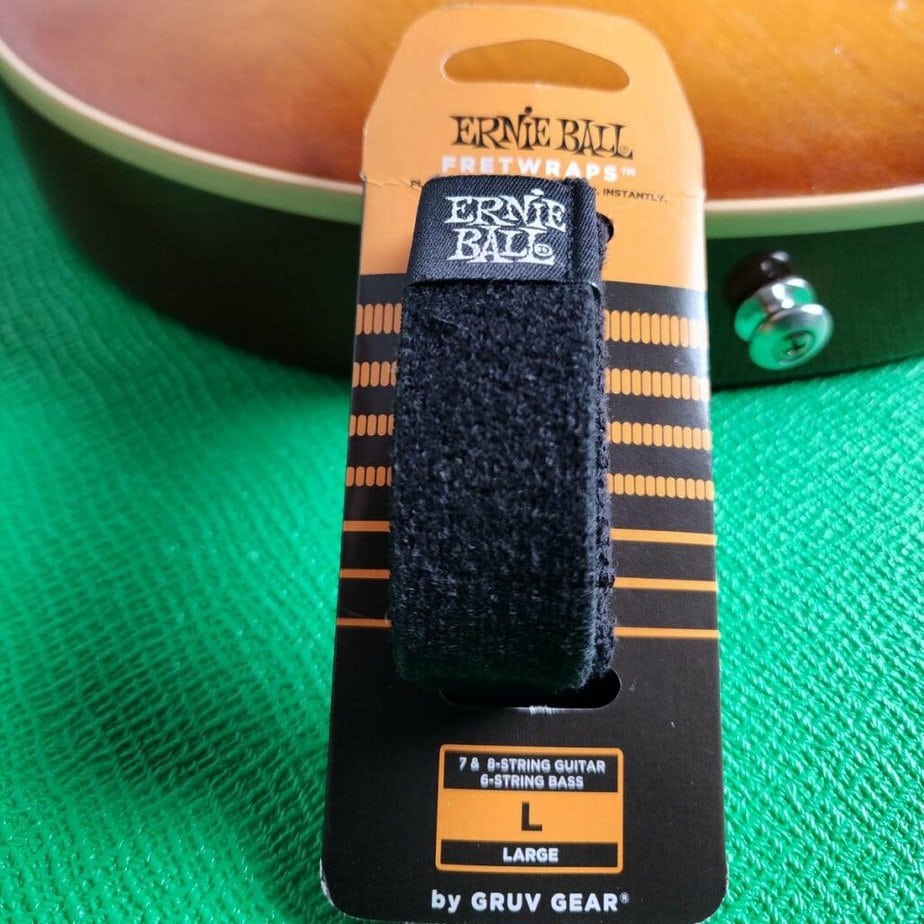 ERNIE BALL®
FRETWRAPS™
INSTANTLY.
ERNIE
BALL®
7 & 8-STRING GUITAR
6-STRING BASS
L
LARGE
by GRUV GEAR®